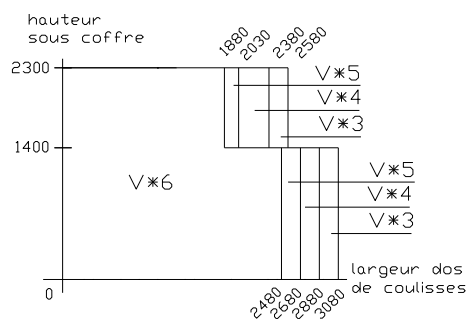 hauteur
sous coffre
1880
2030
2380
2580
2300
V*5
V*4
V*3
1400
V*6
V*5
V*4
V*3
largeur dos
de coulisses
0
2480
2680
2880
3080